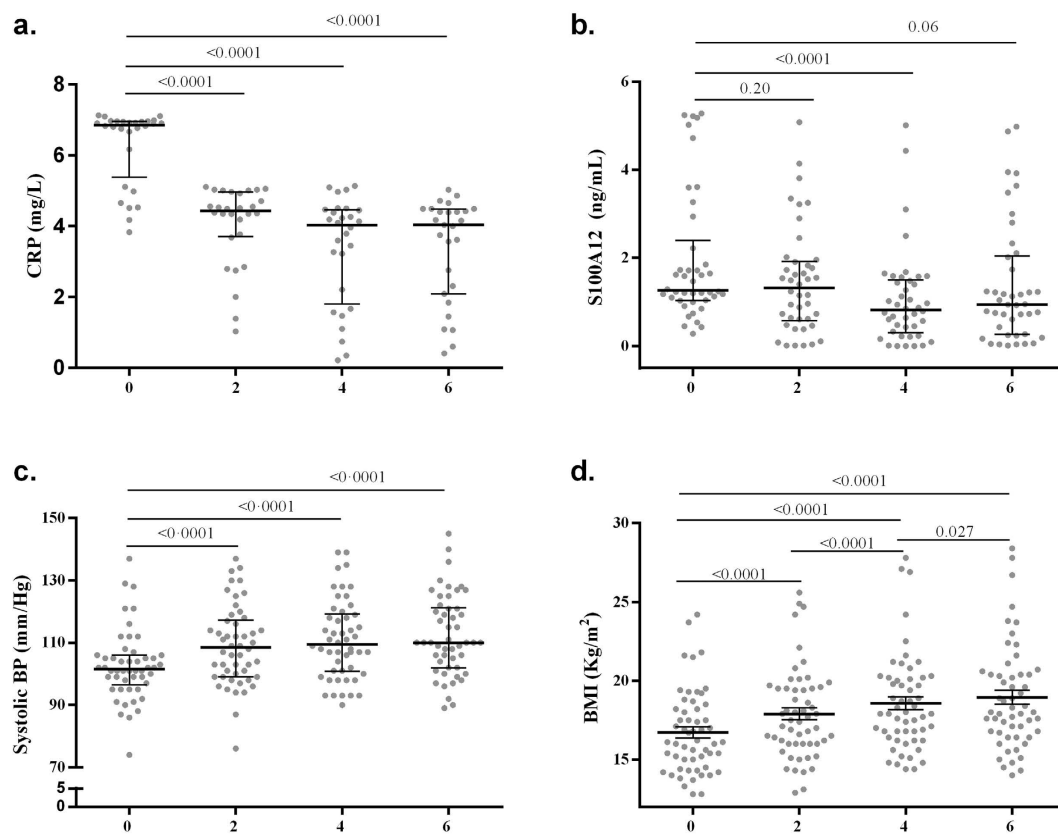 a.
<0.0001
<0.0001
<0.0001
CRP (mg/L)
8
6
4
2
0
0 2 4 6
b.
0.06
<0.0001
0.20
S100A12 (ng/mL)
6
4
2
0
0 2 4 6
c.
<0·0001
<0·0001
<0·0001
Systolic BP (mm/Hg)
150
130
110
90
70
5
0
0 2 4 6
d.
<0.0001
<0.0001
0.027
<0.0001
<0.0001
BMI (Kg/m²)
30
25
20
15
0 2 4 6